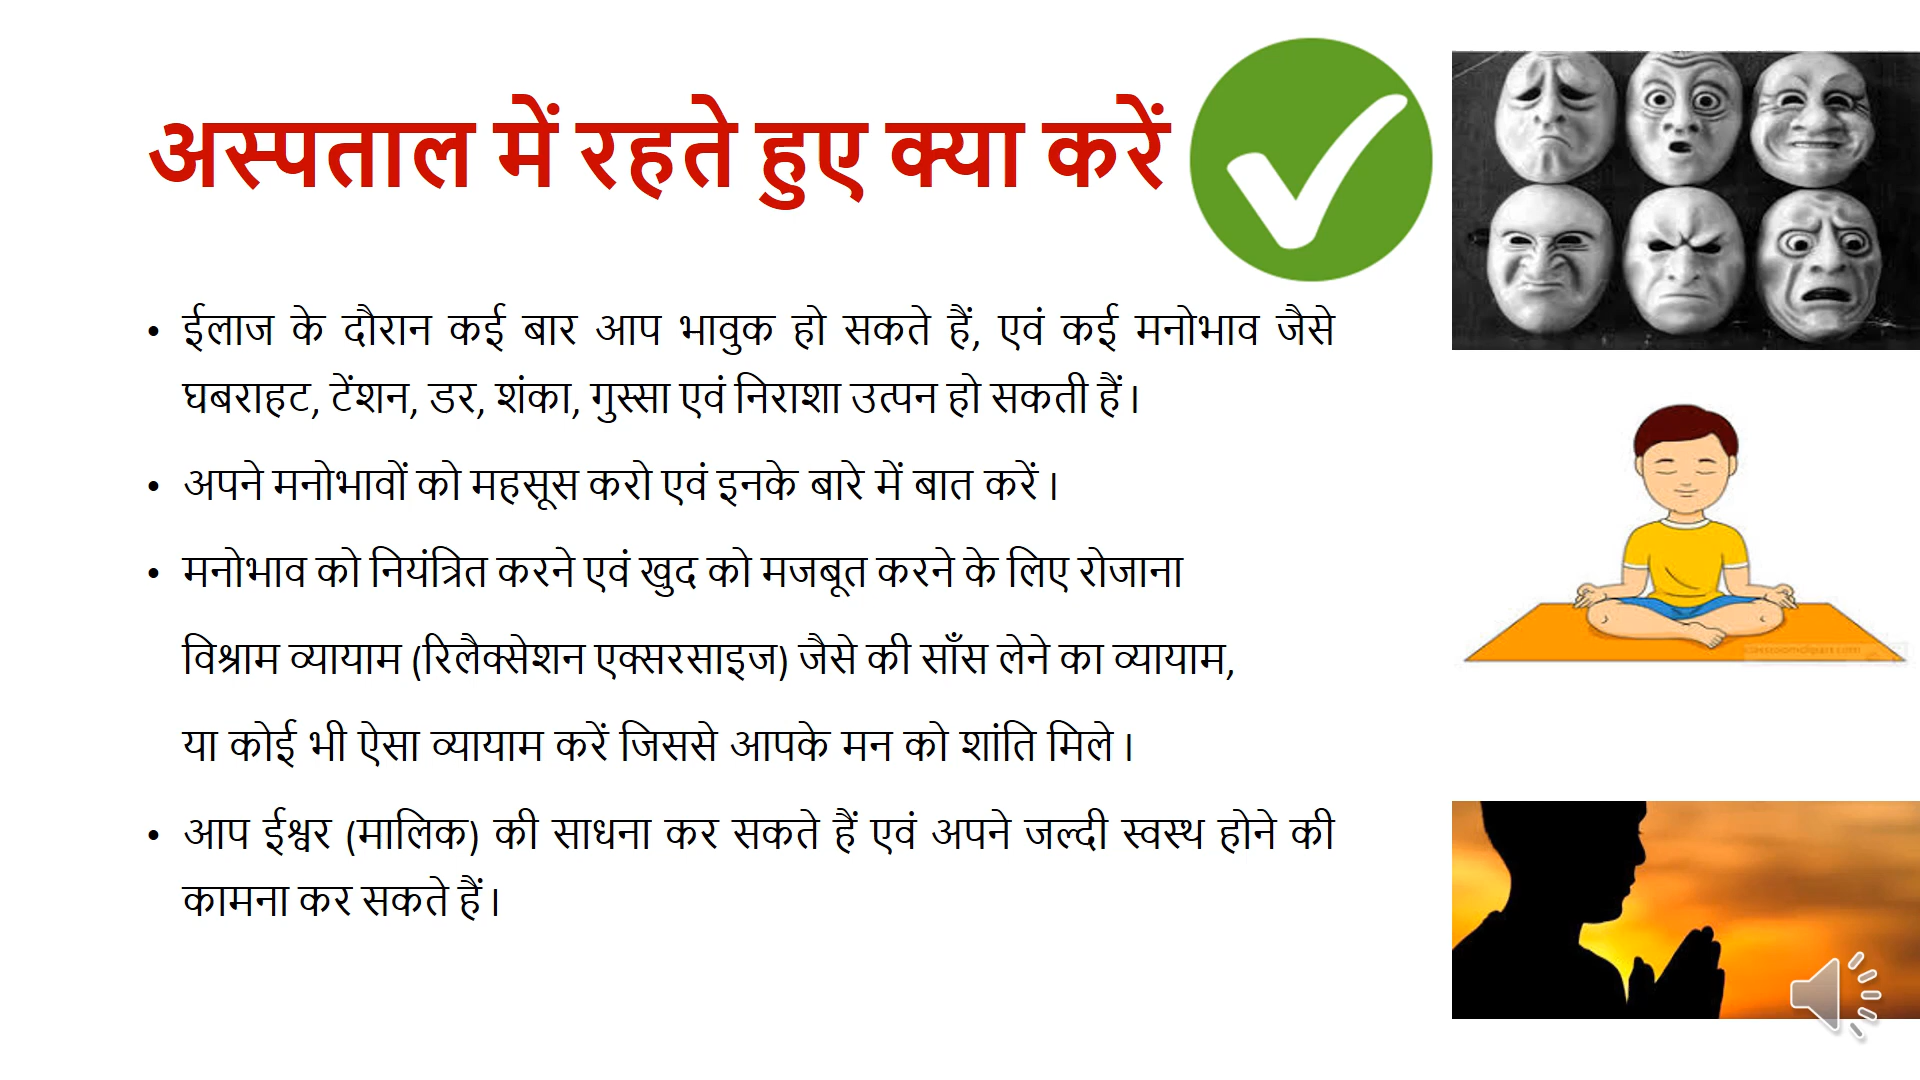 अस्पताल में रहते हुए क्या करें
• ईलाज के दौरान कई बार आप भावुक हो सकते हैं, एवं कई मनोभाव जैसे
घबराहट, टेंशन, डर, शंका, गुस्सा एवं निराशा उत्पन हो सकती हैं।
• अपने मनोभावों को महसूस करो एवं इनके बारे में बात करें।
• मनोभाव को नियंत्रित करने एवं खुद को मजबूत करने के लिए रोजाना
विश्राम व्यायाम (रिलैक्सेशन एक्सरसाइज) जैसे की साँस लेने का व्यायाम,
या कोई भी ऐसा व्यायाम करें जिससे आपके मन को शांति मिले।
• आप ईश्वर (मालिक) की साधना कर सकते हैं एवं अपने जल्दी स्वस्थ होने की
कामना कर सकते हैं।